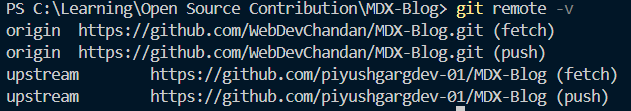 PS C:\Learning\Open Source Contribution\MDX-Blog> git remote -v
origin  https://github.com/WebDevChandan/MDX-Blog.git (fetch)
origin  https://github.com/WebDevChandan/MDX-Blog.git (push)
upstream        https://github.com/piyushgargdev-01/MDX-Blog (fetch)
upstream        https://github.com/piyushgargdev-01/MDX-Blog (push)